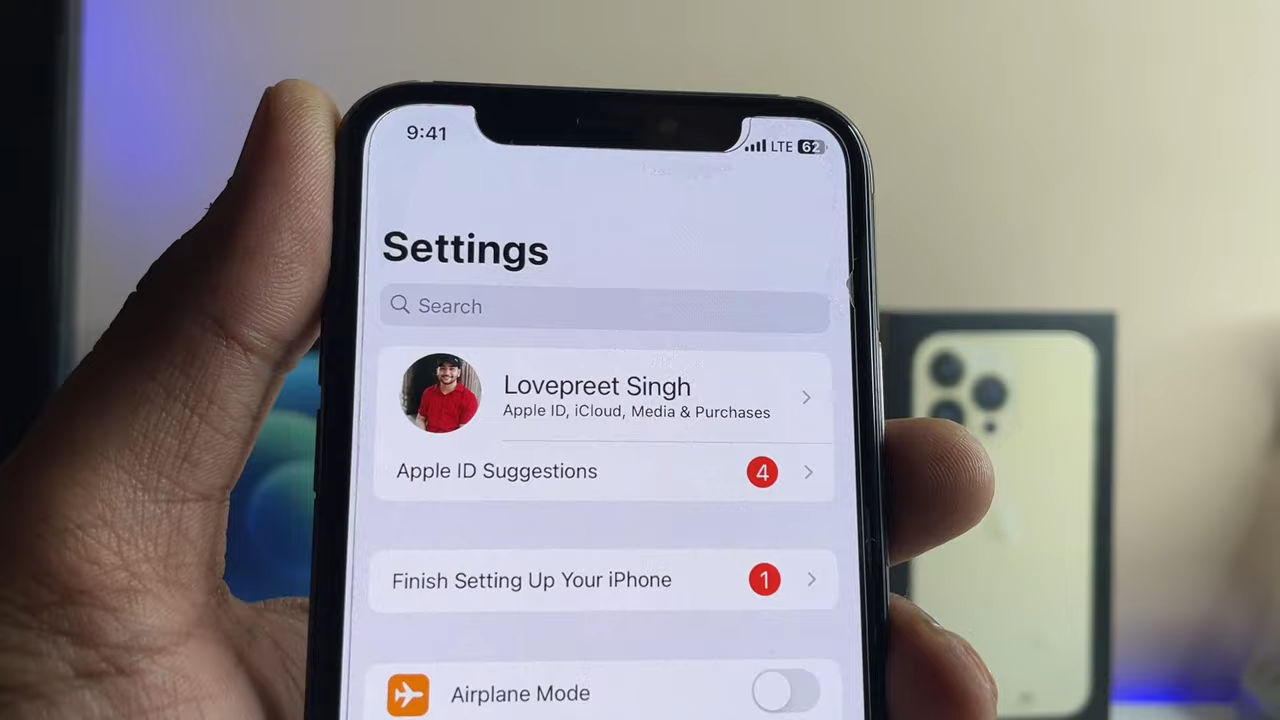 9:41
LTE 62
Settings
Search
Lovepreet Singh
Apple ID, iCloud, Media & Purchases
Apple ID Suggestions
4
Finish Setting Up Your iPhone
1
Airplane Mode